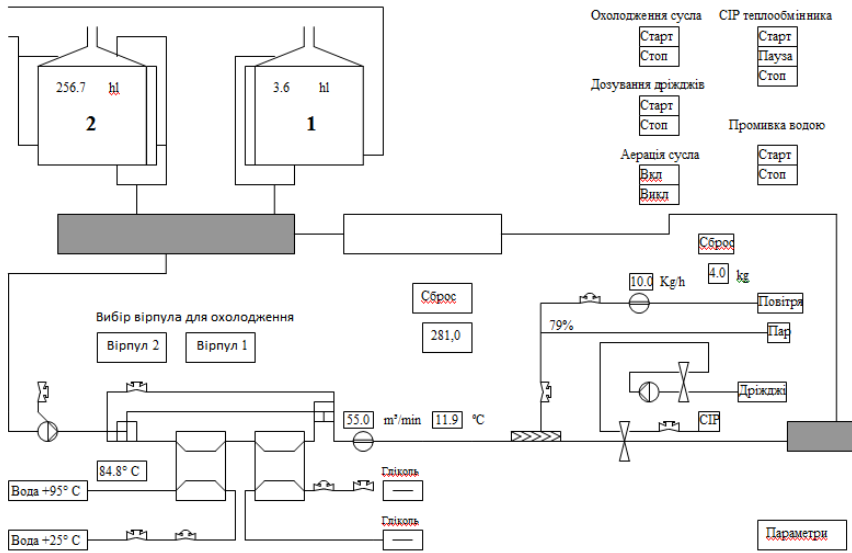 Охолодження сусла
Старт
Стоп
СІР теплообмінника
Старт
Пауза
Стоп
256.7 hl
2
3.6 hl
1
Дозування дріжджів
Старт
Стоп
Промивка водою
Старт
Стоп
Аерація сусла
Вкл
Викл
Сброс
10.0 Kg/h
4.0 kg
Повітря
79%
Пар
Сброс
281,0
Вибір вірпула для охолодження
Вірпул 2
Вірпул 1
Дріжджі
55.0 m³/min
11.9 ºC
СІР
84.8° C
Вода +95° C
Гліколь
Вода +25° C
Гліколь
Параметри